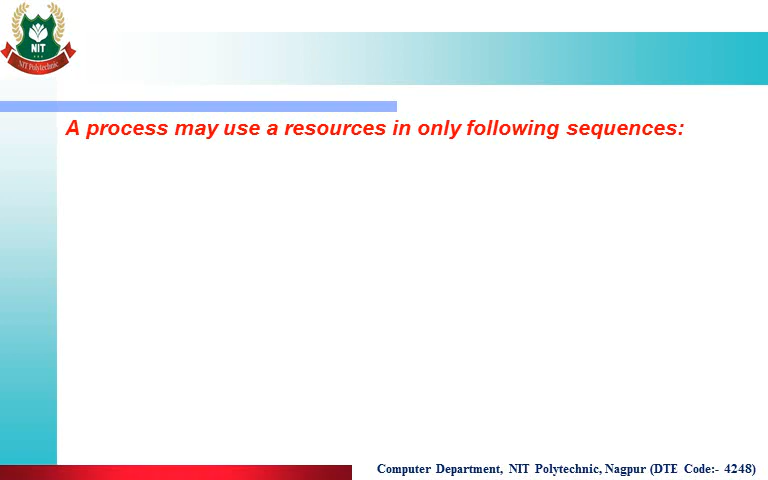 NIT
NIT Polytechnic
A process may use a resources in only following sequences:
Computer Department, NIT Polytechnic, Nagpur (DTE Code:- 4248)